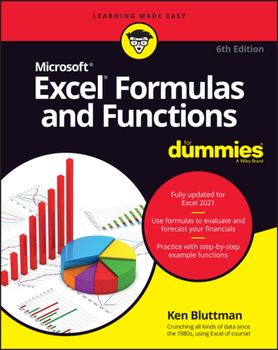 LEARNING MADE EASY
6th Edition
Microsoft®
Excel® Formulas
and Functions
for
dummies®
A Wiley Brand
Fully updated for
Excel 2021
Use formulas to evaluate and
forecast your financials
Practice with step-by-step
example functions
Ken Bluttman
Crunching all kinds of data since
the 1980s, using Excel of course!